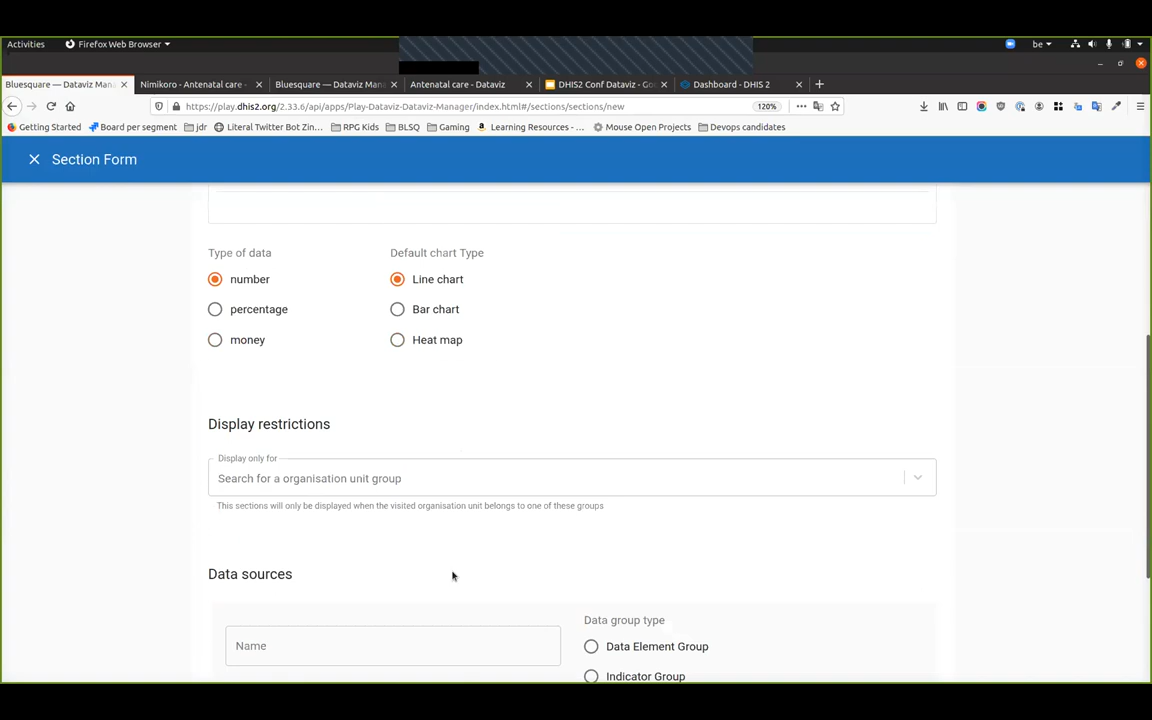 Activities Firefox Web Browser be
Bluesquare — Dataviz Man Nimikoro - Antenatal care - Bluesquare — Dataviz Man Antenatal care - Dataviz DHIS2 Conf Dataviz - Go Dashboard - DHIS 2
https://play.dhis2.org/2.33.6/api/apps/Play-Dataviz-Dataviz-Manager/index.html#/sections/sections/new 120%
Getting Started Board per segment jdr Literal Twitter Bot Zin… RPG Kids BLSQ Gaming Learning Resources - … Mouse Open Projects Devops candidates
Section Form
Type of data Default chart Type
number Line chart
percentage Bar chart
money Heat map
Display restrictions
Display only for
Search for a organisation unit group
This sections will only be displayed when the visited organisation unit belongs to one of these groups
Data sources
Data group type
Name Data Element Group
Indicator Group